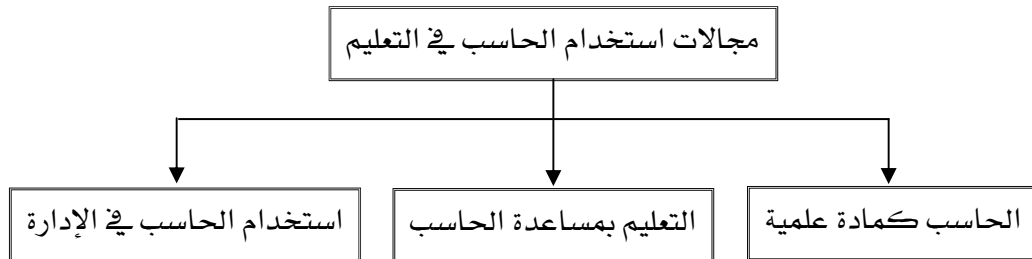 مجالات استخدام الحاسب في التعليم
الحاسب كمادة علمية
التعليم بمساعدة الحاسب
استخدام الحاسب في الإدارة